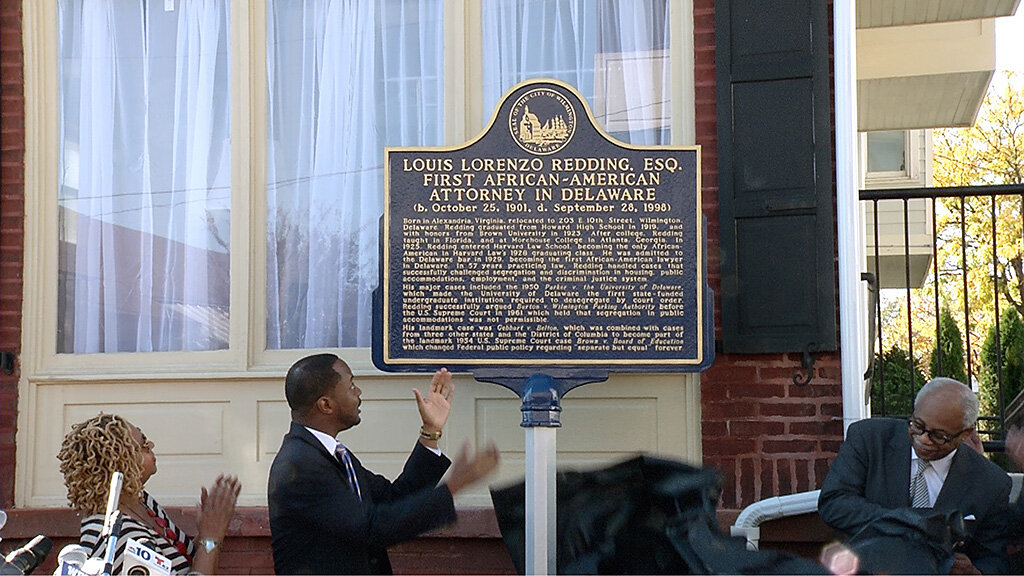 SEAL OF THE CITY OF WILMINGTON
DELAWARE
LOUIS LORENZO REDDING, ESQ.
FIRST AFRICAN-AMERICAN
ATTORNEY IN DELAWARE
(b. October 25, 1901, d. September 28, 1998)
Born in Alexandria, Virginia, relocated to 203 E. 10th Street, Wilmington,
Delaware. Redding graduated from Howard High School in 1919, and
with honors from Brown University in 1923. After college, Redding
taught in Florida, and at Morehouse College in Atlanta, Georgia. In
1925, Redding entered Harvard Law School, becoming the only African-
American in Harvard Law's 1928 graduating class. He was admitted to
the Delaware bar in 1929, becoming the first African-American lawyer
in Delaware. In 57 years practicing law, Redding handled cases that
successfully challenged segregation and discrimination in housing, public
accommodations, employment, and the criminal justice system.
His major cases included the 1950 Parker v. the University of Delaware,
which made the University of Delaware the first state-funded
undergraduate institution required to desegregate by court order.
Redding successfully argued Burton v. Wilmington Parking Authority before
the U.S. Supreme Court in 1961 which held that segregation in public
accommodations was not permissible.
His landmark case was Gebhart v. Belton, which was combined with cases
from three other states and the District of Columbia to become part of
the landmark 1954 U.S. Supreme Court case Brown v. Board of Education
which changed Federal public policy regarding "separate but equal" forever.
10